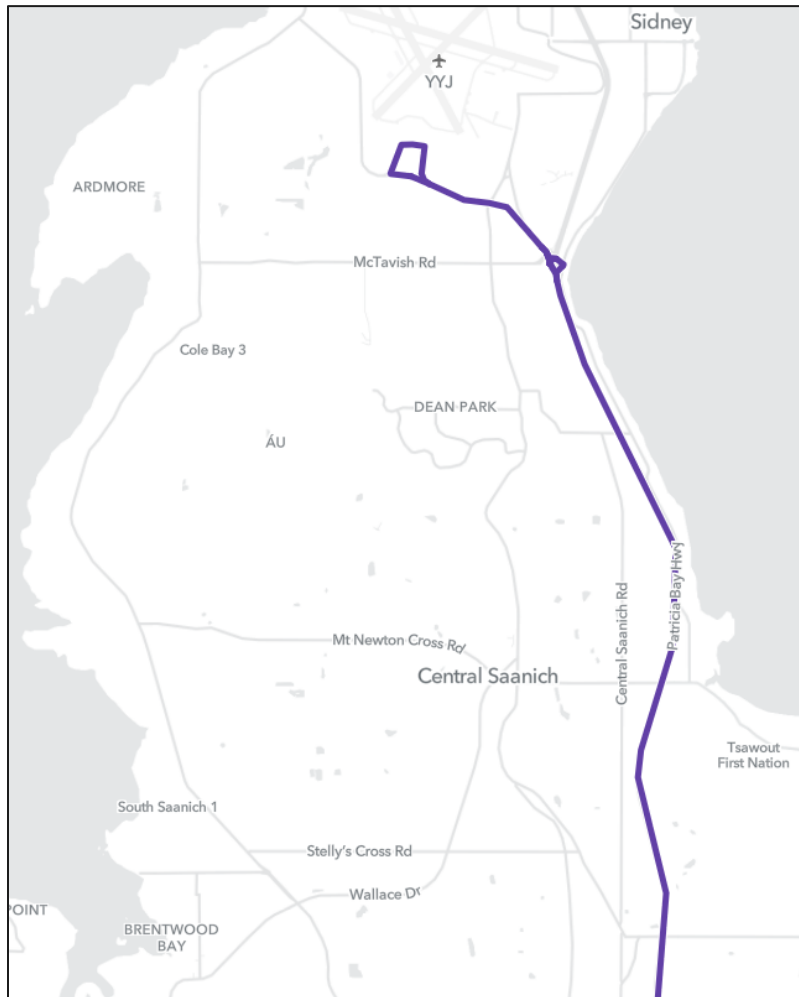 Sidney
YYJ
ARDMORE
McTavish Rd
Cole Bay 3
DEAN PARK
ÁU
Patricia Bay Hwy
Central Saanich Rd
Mt Newton Cross Rd
Central Saanich
Tsawout
First Nation
South Saanich 1
Stelly's Cross Rd
Wallace Dr
POINT
BRENTWOOD
BAY